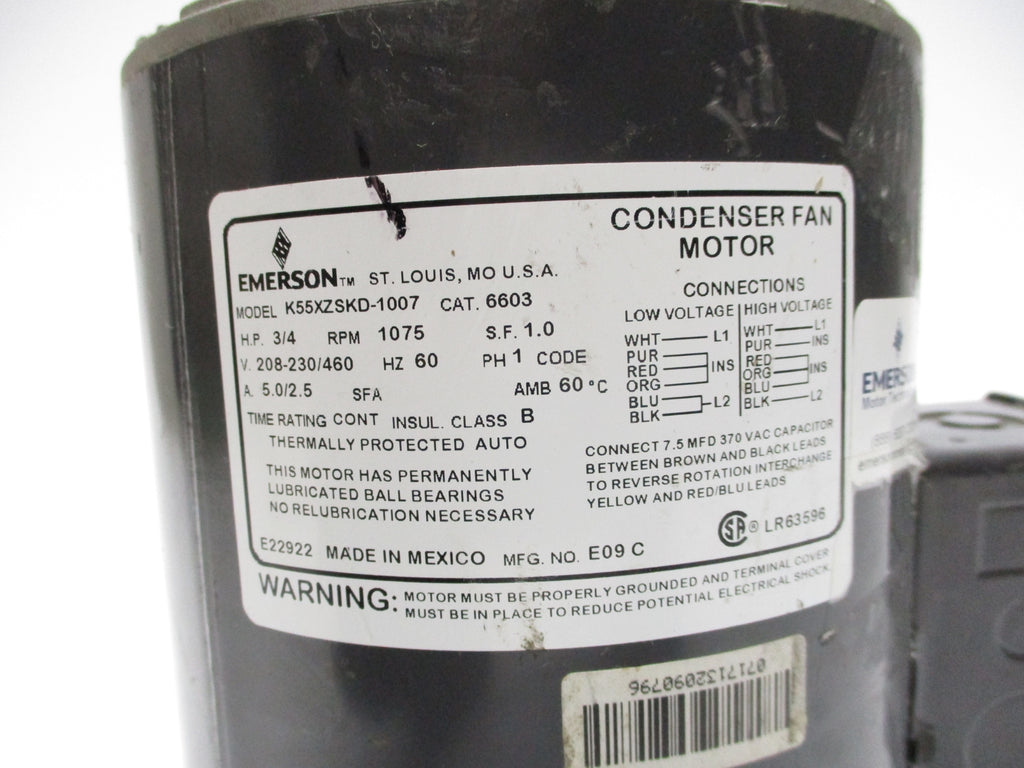 EMERSON™ ST. LOUIS, MO U.S.A.
MODEL K55XZSKD-1007 CAT. 6603
H.P. 3/4 RPM 1075 S.F. 1.0
V. 208-230/460 HZ 60 PH 1 CODE
A. 5.0/2.5 SFA AMB 60 °C
TIME RATING CONT INSUL. CLASS B
THERMALLY PROTECTED AUTO
THIS MOTOR HAS PERMANENTLY
LUBRICATED BALL BEARINGS
NO RELUBRICATION NECESSARY
E22922 MADE IN MEXICO MFG. NO. E09 C
CONDENSER FAN
MOTOR
CONNECTIONS
LOW VOLTAGE
WHT L1
PUR
RED INS
ORG
BLU L2
BLK
HIGH VOLTAGE
WHT L1
PUR INS
RED
ORG INS
BLU
BLK L2
CONNECT 7.5 MFD 370 VAC CAPACITOR
BETWEEN BROWN AND BLACK LEADS
TO REVERSE ROTATION INTERCHANGE
YELLOW AND RED/BLU LEADS
SA ® LR63596
WARNING: MOTOR MUST BE PROPERLY GROUNDED AND TERMINAL COVER
MUST BE IN PLACE TO REDUCE POTENTIAL ELECTRICAL SHOCK.
EMERSON
Motor
0717132090796